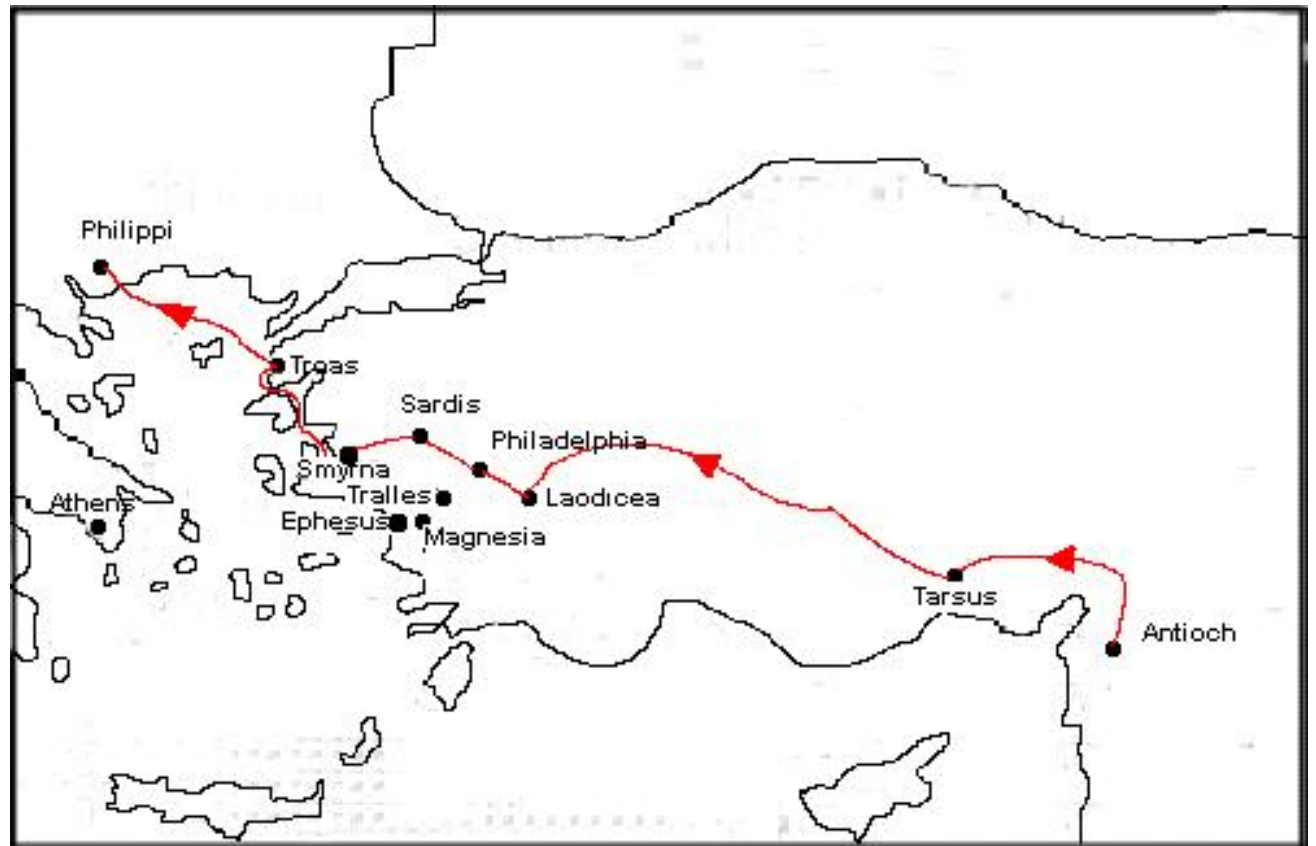 Philippi
Troas
Sardis
Philadelphia
Smyrna
Tralles
Laodicea
Athens
Ephesus
Magnesia
Tarsus
Antioch